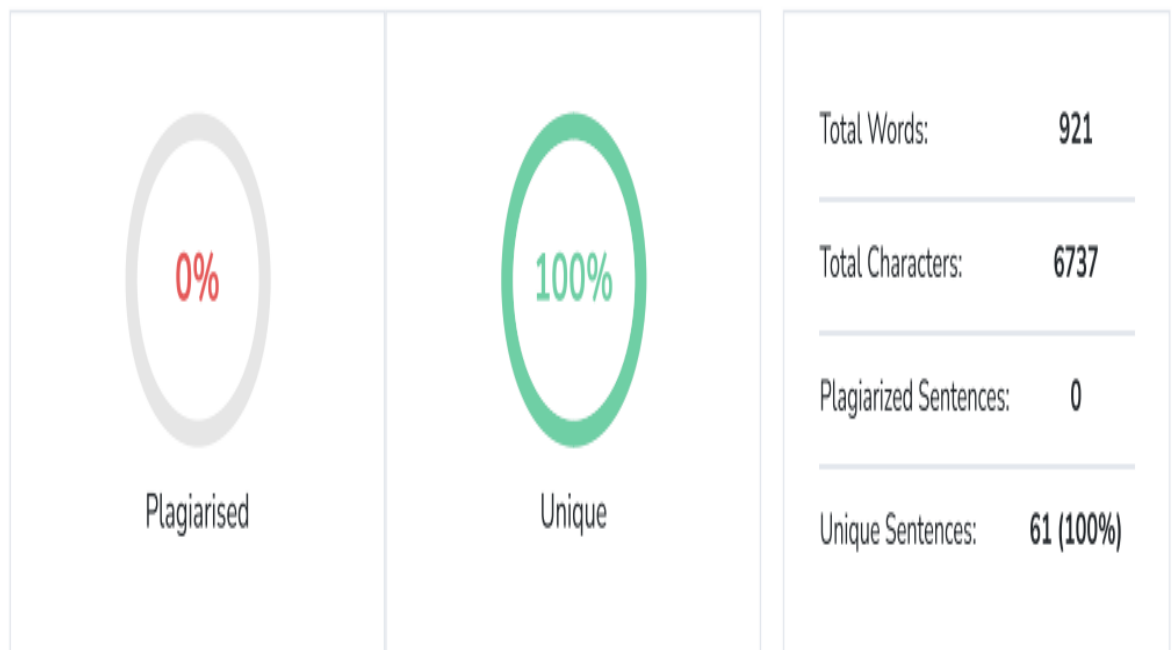 0%
Plagiarised
100%
Unique
Total Words: 921
Total Characters: 6737
Plagiarized Sentences: 0
Unique Sentences: 61 (100%)